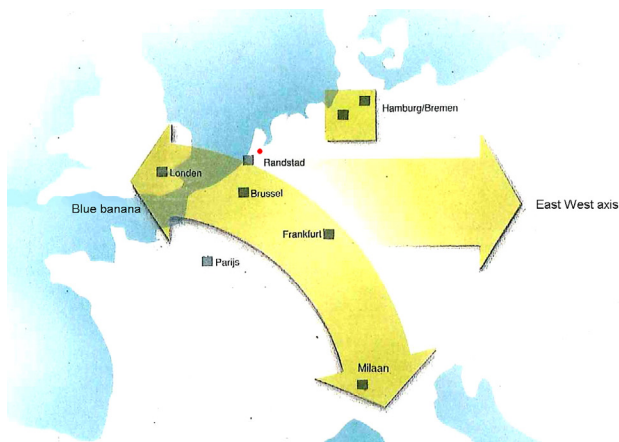 Hamburg/Bremen
Randstad
Londen
Brussel
Blue banana
East West axis
Frankfurt
Parijs
Milaan